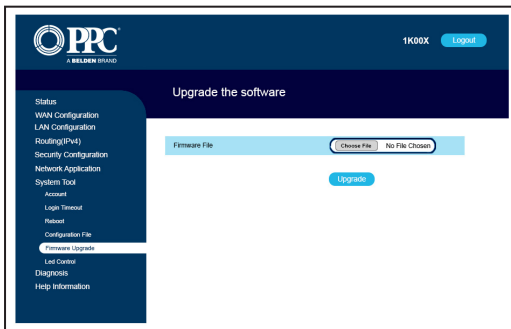 PPC
A BELDEN BRAND
1K00X
Logout
Upgrade the software
Status
WAN Configuration
LAN Configuration
Routing(IPv4)
Security Configuration
Network Application
System Tool
Account
Login Timeout
Reboot
Configuration File
Firmware Upgrade
Led Control
Diagnosis
Help Information
Firmware File
Choose File No File Chosen
Upgrade